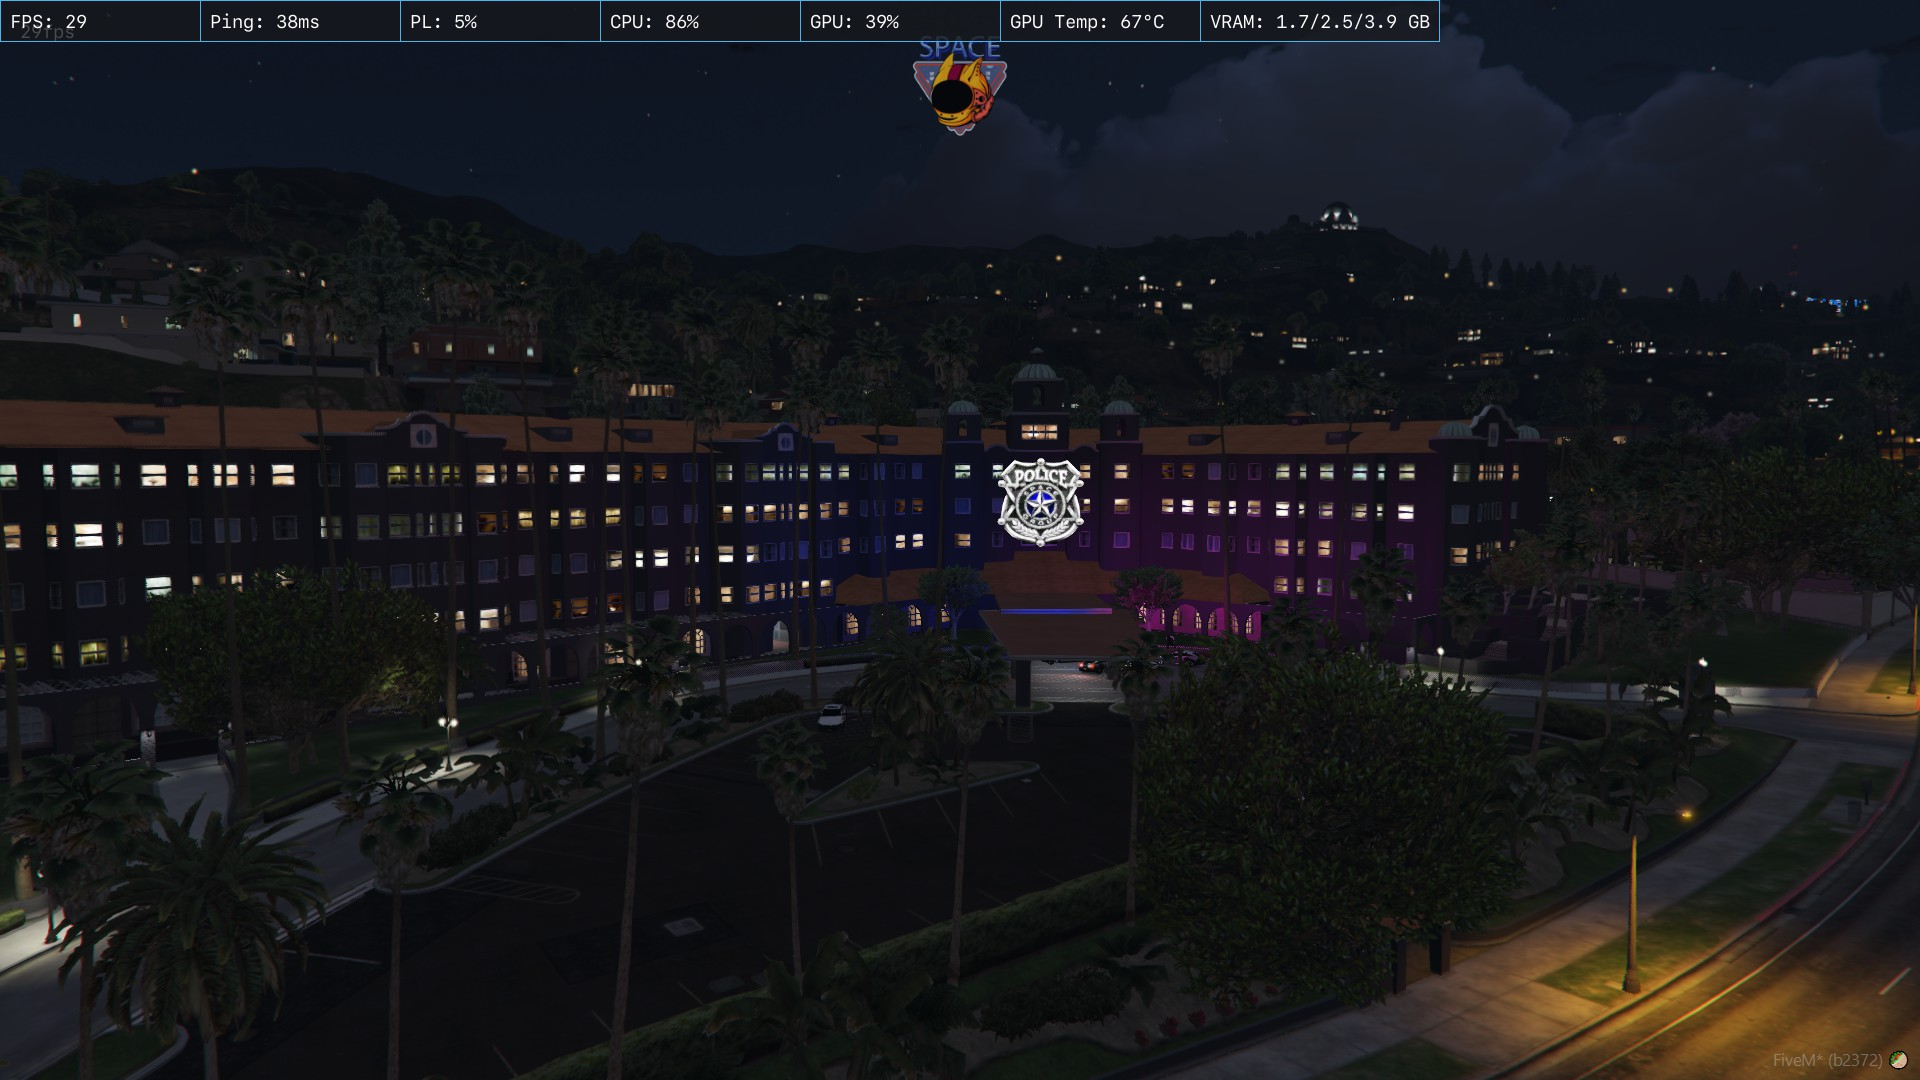 FPS: 29
Ping: 38ms
PL: 5%
CPU: 86%
GPU: 39%
GPU Temp: 67°C
VRAM: 1.7/2.5/3.9 GB
29fps
SPACE
POLICE
FiveM* (b2372)